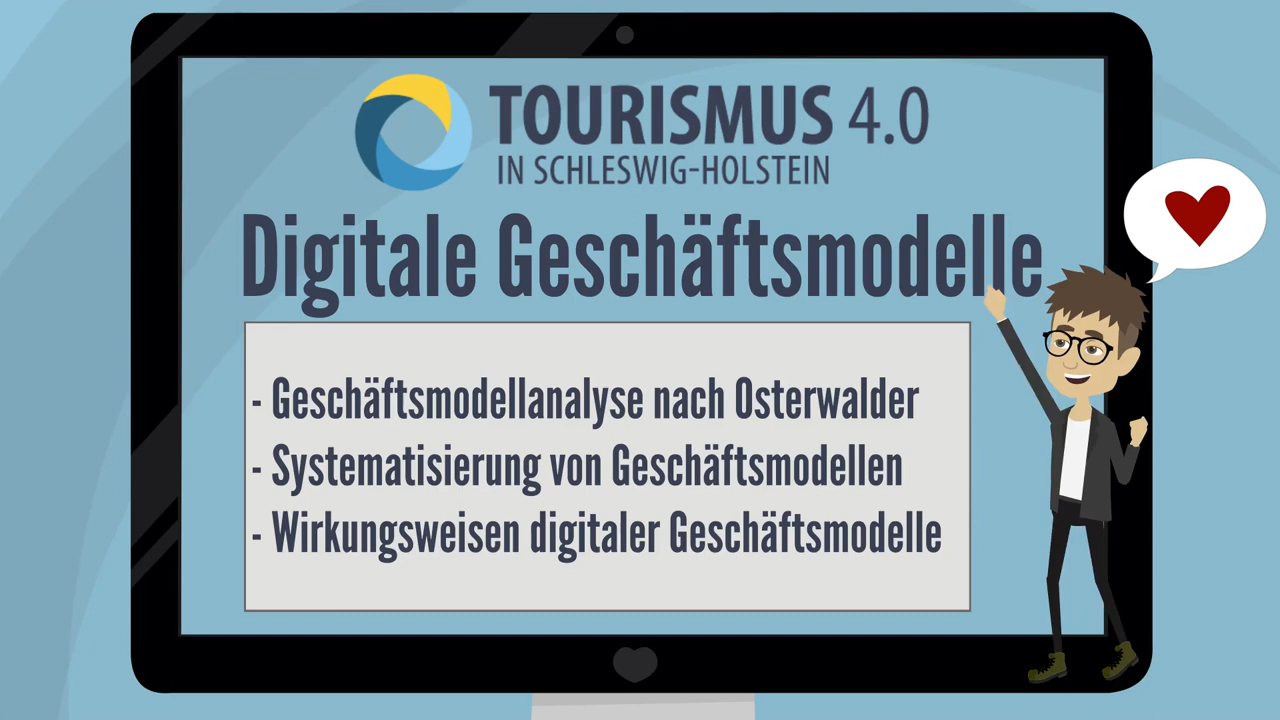 TOURISMUS 4.0
IN SCHLESWIG-HOLSTEIN
Digitale Geschäftsmodelle
- Geschäftsmodellanalyse nach Osterwalder
- Systematisierung von Geschäftsmodellen
- Wirkungsweisen digitaler Geschäftsmodelle